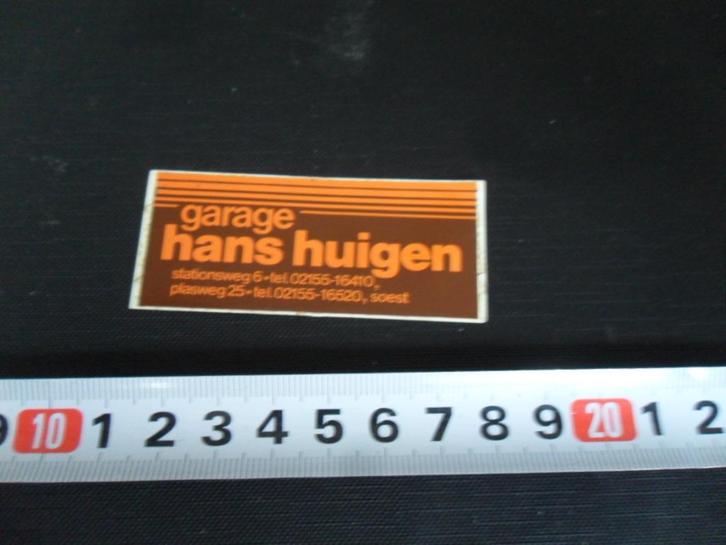 garage
hans huigen
stationsweg 6 • tel. 02155-16410,
plasweg 25 • tel. 02155-16520, soest
9 10 1 2 3 4 5 6 7 8 9 20 1 2